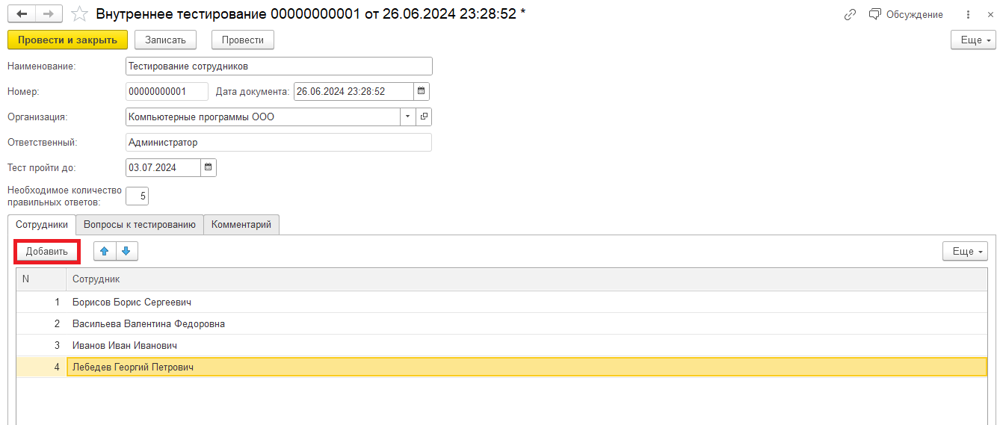 Внутреннее тестирование 00000000001 от 26.06.2024 23:28:52 *
Обсуждение
Провести и закрыть Записать Провести Еще
Наименование: Тестирование сотрудников
Номер: 00000000001 Дата документа: 26.06.2024 23:28:52
Организация: Компьютерные программы ООО
Ответственный: Администратор
Тест пройти до: 03.07.2024
Необходимое количество
правильных ответов: 5
Сотрудники Вопросы к тестированию Комментарий
Добавить Еще
N Сотрудник
1 Борисов Борис Сергеевич
2 Васильева Валентина Федоровна
3 Иванов Иван Иванович
4 Лебедев Георгий Петрович